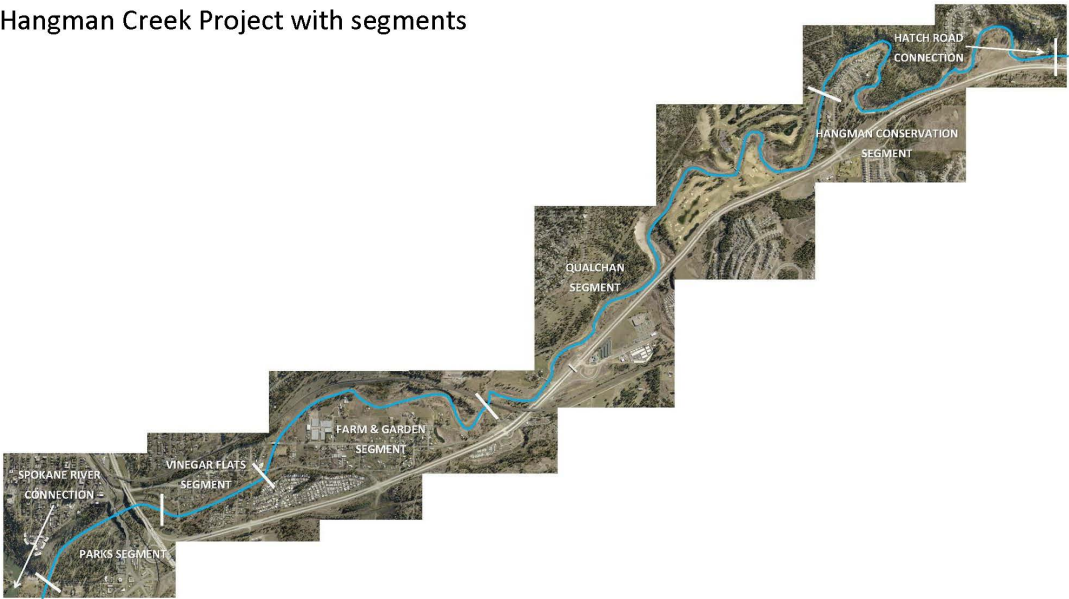 Hangman Creek Project with segments
HATCH ROAD
CONNECTION
HANGMAN CONSERVATION
SEGMENT
QUALCHAN
SEGMENT
FARM & GARDEN
SEGMENT
VINEGAR FLATS
SEGMENT
SPOKANE RIVER
CONNECTION
PARKS SEGMENT